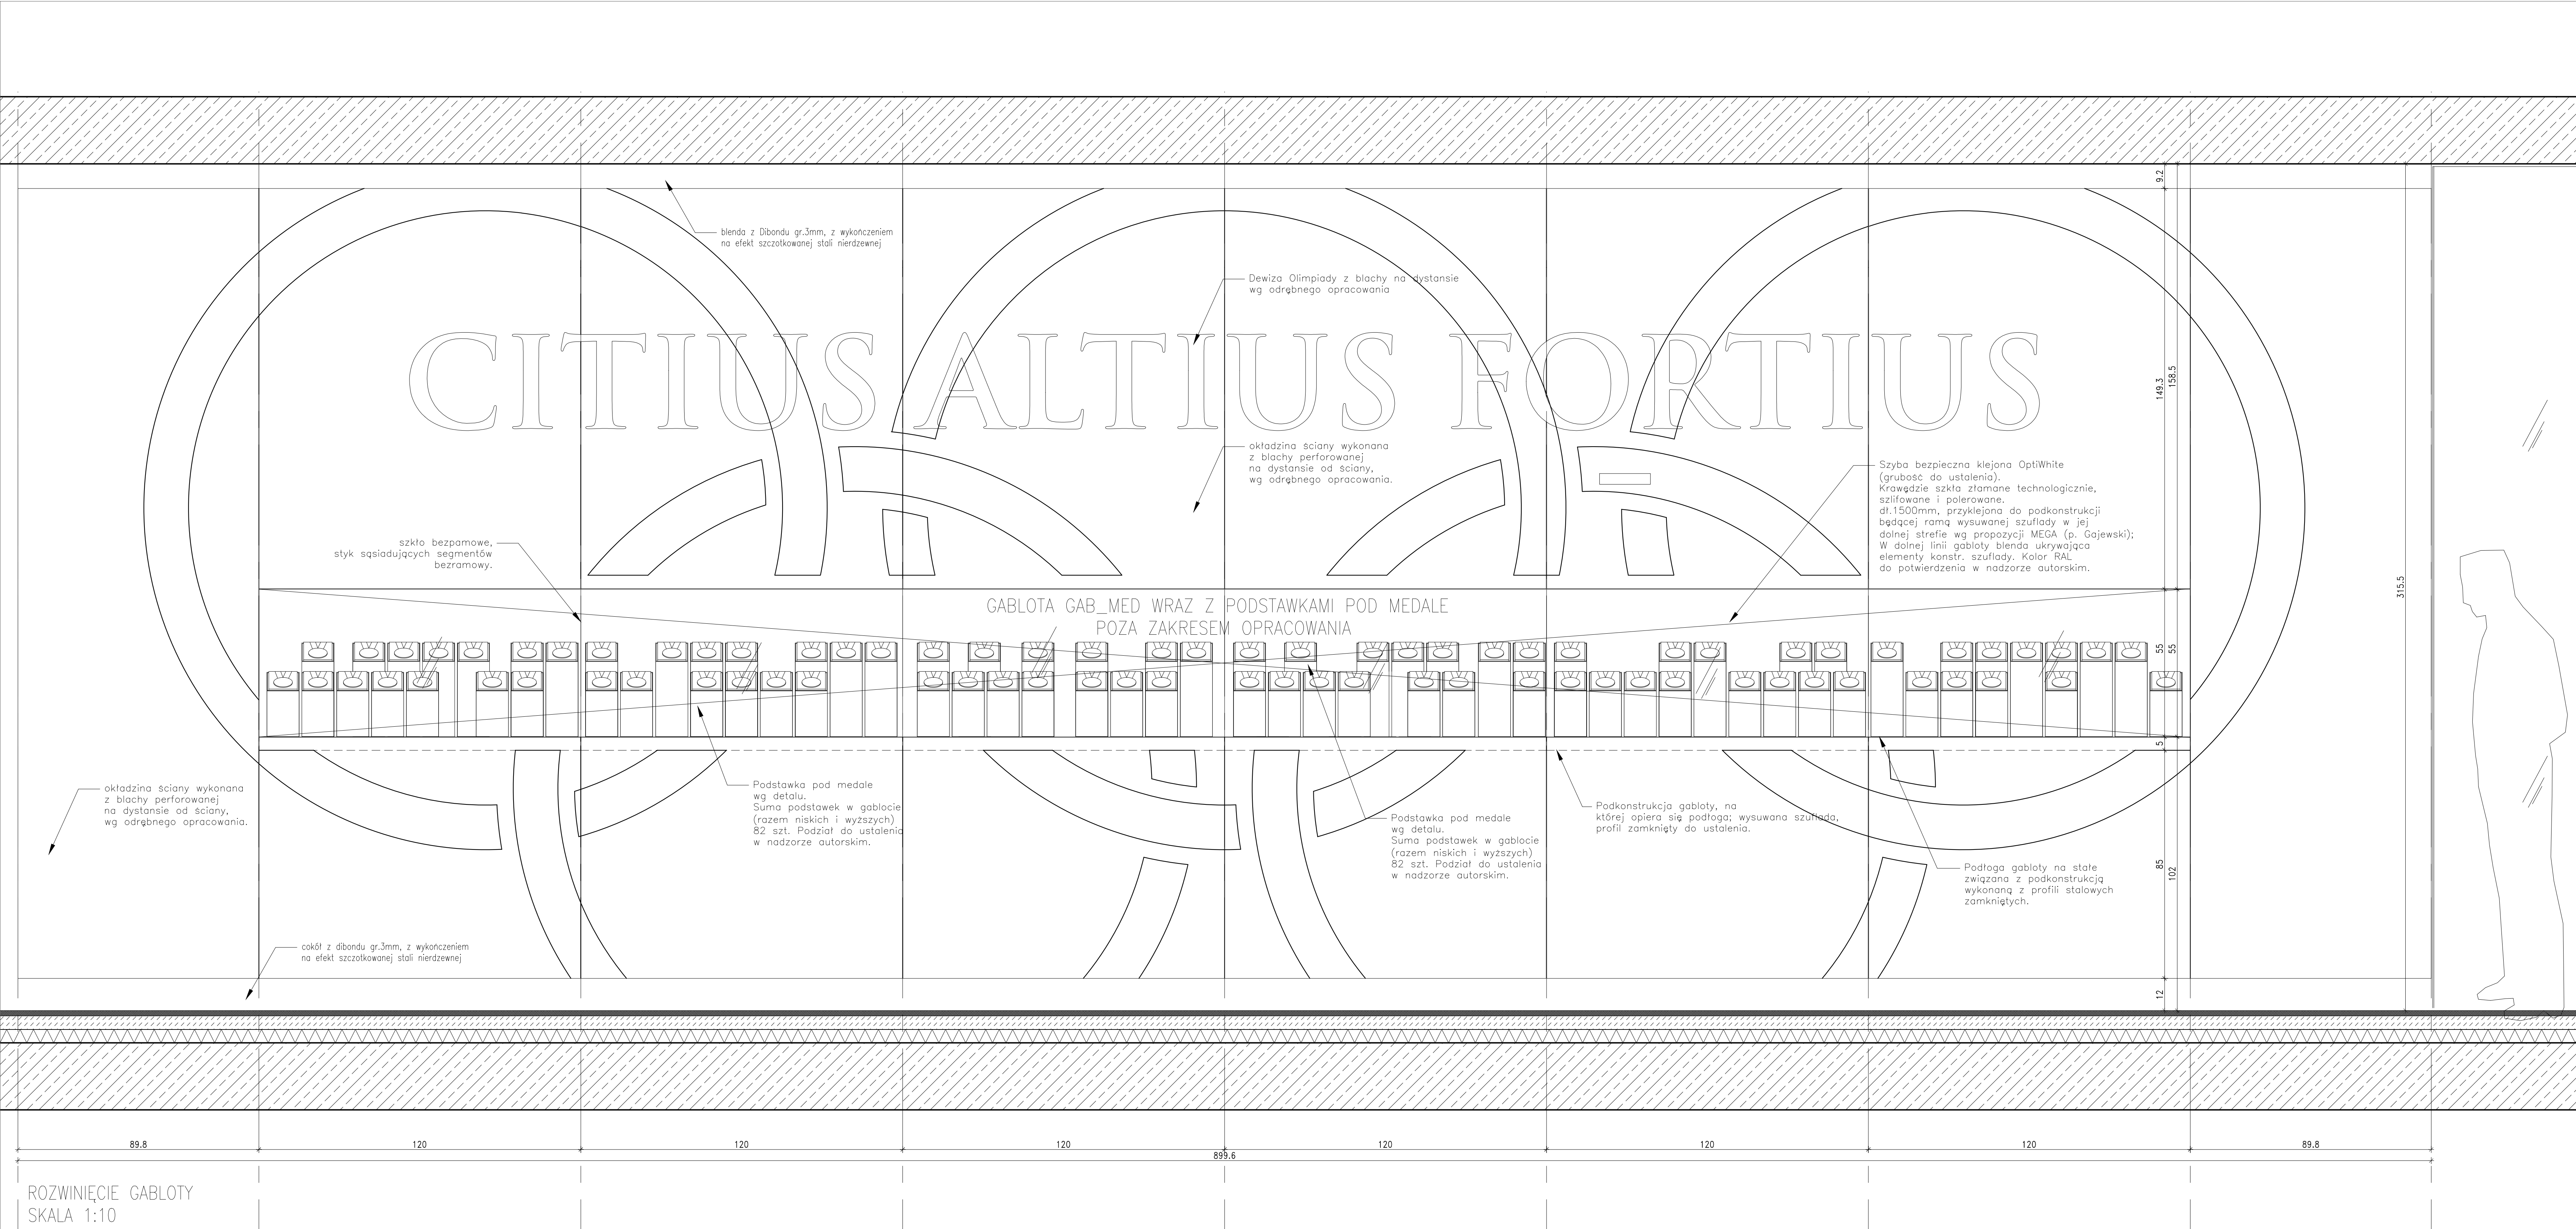 blenda z Dibondu gr.3mm, z wykończeniem
na efekt szczotkowanej stali nierdzewnej
Dewiza Olimpiady z blachy na dystansie
wg odrębnego opracowania
CITIUS ALTIUS FORTIUS
okładzina ściany wykonana
z blachy perforowanej
na dystansie od ściany,
wg odrębnego opracowania.
Szyba bezpieczna klejona OptiWhite
(grubość do ustalenia).
Krawędzie szkła złamane technologicznie,
szlifowane i polerowane.
dł.1500mm, przyklejona do podkonstrukcji
będącej ramą wysuwanej szuflady w jej
dolnej strefie wg propozycji MEGA (p. Gajewski);
W dolnej linii gabloty blenda ukrywająca
elementy konstr. szuflady. Kolor RAL
do potwierdzenia w nadzorze autorskim.
szkło bezpamowe,
styk sąsiadujących segmentów
bezramowy.
GABLOTA GAB_MED WRAZ Z PODSTAWKAMI POD MEDALE
POZA ZAKRESEM OPRACOWANIA
okładzina ściany wykonana
z blachy perforowanej
na dystansie od ściany,
wg odrębnego opracowania.
Podstawka pod medale
wg detalu.
Suma podstawek w gablocie
(razem niskich i wyższych)
82 szt. Podział do ustalenia
w nadzorze autorskim.
Podstawka pod medale
wg detalu.
Suma podstawek w gablocie
(razem niskich i wyższych)
82 szt. Podział do ustalenia
w nadzorze autorskim.
Podkonstrukcja gabloty, na
której opiera się podłoga; wysuwana szuflada,
profil zamknięty do ustalenia.
Podłoga gabloty na stałe
związana z podkonstrukcją
wykonaną z profili stalowych
zamkniętych.
cokół z dibondu gr.3mm, z wykończeniem
na efekt szczotkowanej stali nierdzewnej
9.2
149.3
158.5
55
55
5
85
102
12
315.5
89.8
120
120
120
120
120
120
89.8
899.6
ROZWINIĘCIE GABLOTY
SKALA 1:10